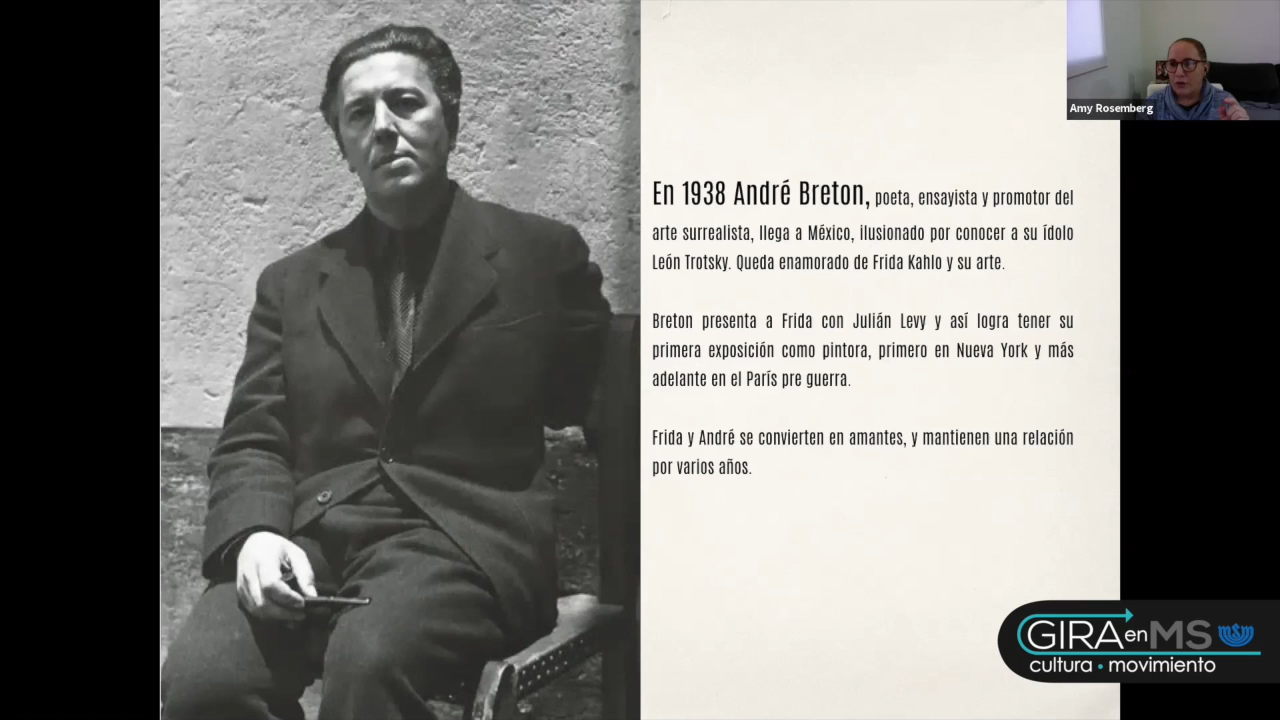 Amy Rosemberg
En 1938 André Breton, poeta, ensayista y promotor del
arte surrealista, llega a México, ilusionado por conocer a su ídolo
León Trotsky. Queda enamorado de Frida Kahlo y su arte.
Breton presenta a Frida con Julián Levy y así logra tener su
primera exposición como pintora, primero en Nueva York y más
adelante en el París pre guerra.
Frida y André se convierten en amantes, y mantienen una relación
por varios años.
GIRA en MS
cultura • movimiento